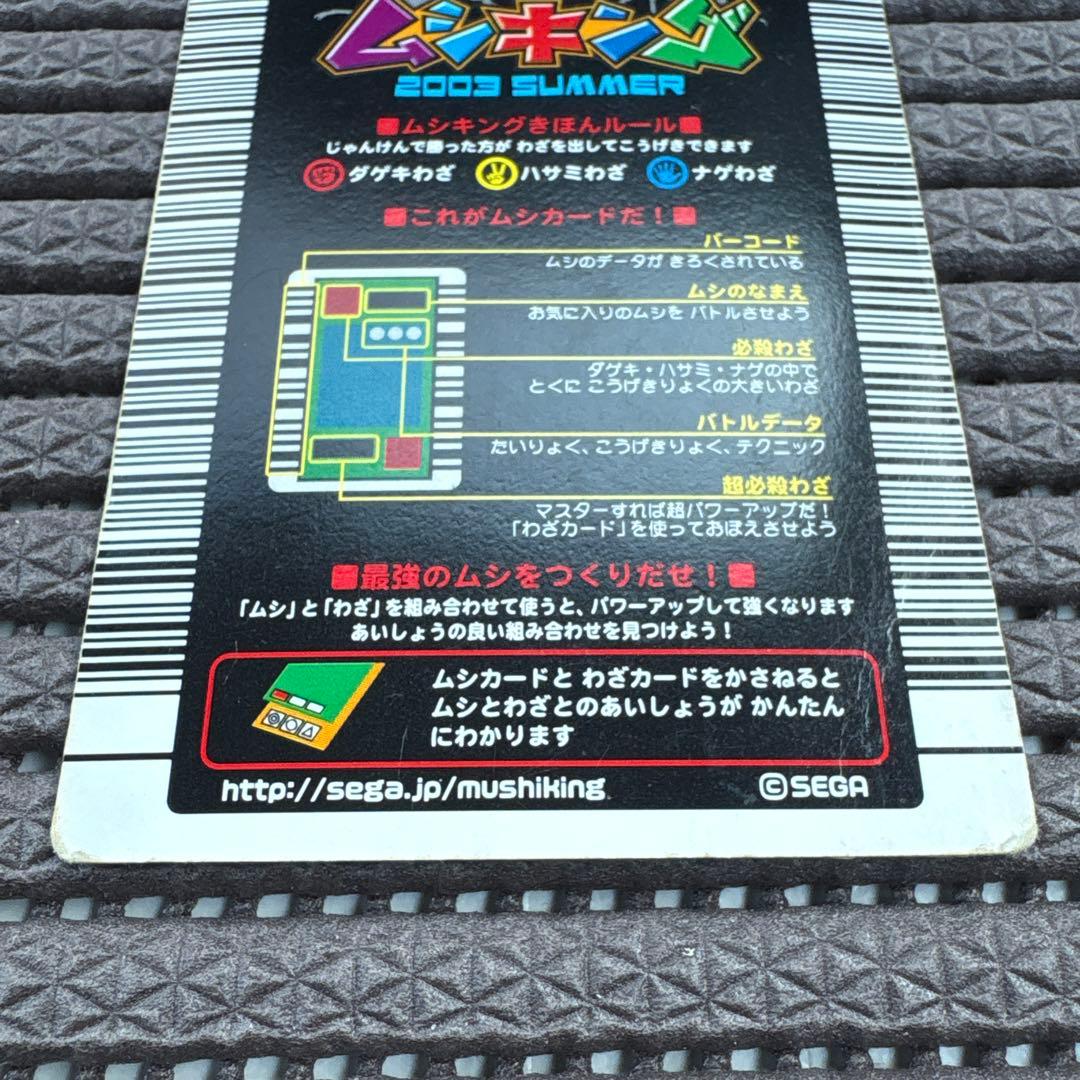 ムシキング
2003 SUMMER
ムシキングきほんルール
じゃんけんで勝った方が わざを出してこうげきできます
ダゲキわざ ハサミわざ ナゲわざ
これがムシカードだ！
バーコード
ムシのデータが きろくされている
ムシのなまえ
お気に入りのムシを バトルさせよう
必殺わざ
ダゲキ・ハサミ・ナゲの中で
とくに こうげきりょくの大きいわざ
バトルデータ
たいりょく、こうげきりょく、テクニック
超必殺わざ
マスターすれば超パワーアップだ！
「わざカード」を使っておぼえさせよう
最強のムシをつくりだせ！
「ムシ」と「わざ」を組み合わせて使うと、パワーアップして強くなります
あいしょうの良い組み合わせを見つけよう！
ムシカードと わざカードをかさねると
ムシとわざとのあいしょうが かんたん
にわかります
http://sega.jp/mushiking
©SEGA